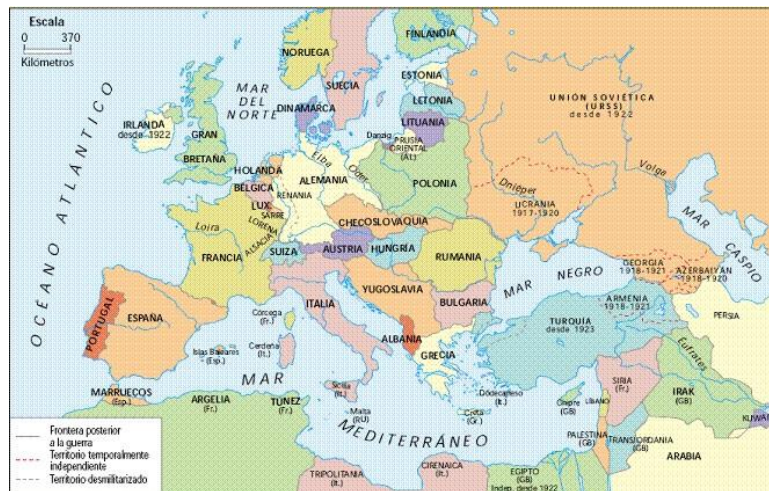 Escala
0 370
Kilómetros
OCÉANO ATLÁNTICO
MAR
DEL
NORTE
NORUEGA
SUECIA
FINLANDIA
ESTONIA
LETONIA
LITUANIA
DINAMARCA
IRLANDA
desde 1922
GRAN
BRETAÑA
HOLANDA
BÉLGICA
LUX
SARRE
LORENA
ALSACIA
RENANIA
ALEMANIA
Elba
Oder
Danzig
PRUSIA
ORIENTAL
(Al.)
POLONIA
UNIÓN SOVIÉTICA
(URSS)
desde 1922
Dniéper
UCRANIA
1917-1920
Volga
MAR CASPIO
CHECOSLOVAQUIA
Loira
FRANCIA
SUIZA
AUSTRIA
HUNGRÍA
RUMANIA
YUGOSLAVIA
BULGARIA
MAR NEGRO
GEORGIA
1918-1921
AZERBAIYÁN
1918-1920
ARMENIA
1918-1921
TURQUÍA
desde 1923
PERSIA
PORTUGAL
ESPAÑA
Córcega
(Fr.)
ITALIA
Cerdeña
(It.)
Islas Baleares
(Esp.)
ALBANIA
GRECIA
Sicilia
(It.)
Malta
(RU)
Dodecaneso
(It.)
Creta
(Gr.)
Chipre
(GB)
MAR
MEDITERRÁNEO
MARRUECOS
(Esp.)
ARGELIA
(Fr.)
TUNEZ
(Fr.)
TRIPOLITANIA
(It.)
CIRENAICA
(It.)
EGIPTO
(GB)
Indep. desde 1922
SIRIA
(Fr.)
LÍBANO
PALESTINA
(GB)
TRANSJORDANIA
(GB)
Eufrates
IRAK
(GB)
KUWAI
ARABIA
Frontera posterior
a la guerra
Territorio temporalmente
independiente
Territorio desmilitarizado